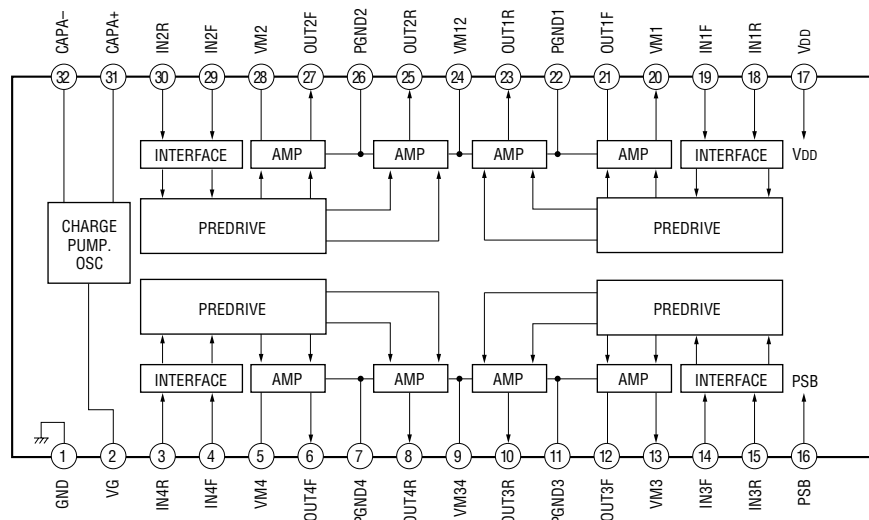 CAPA−
CAPA+
IN2R
IN2F
VM2
OUT2F
PGND2
OUT2R
VM12
OUT1R
PGND1
OUT1F
VM1
IN1F
IN1R
VDD
32
31
30
29
28
27
26
25
24
23
22
21
20
19
18
17
INTERFACE
AMP
AMP
AMP
AMP
INTERFACE
VDD
CHARGE
PUMP.
OSC
PREDRIVE
PREDRIVE
PREDRIVE
PREDRIVE
INTERFACE
AMP
AMP
AMP
AMP
INTERFACE
PSB
1
2
3
4
5
6
7
8
9
10
11
12
13
14
15
16
GND
VG
IN4R
IN4F
VM4
OUT4F
PGND4
OUT4R
VM34
OUT3R
PGND3
OUT3F
VM3
IN3F
IN3R
PSB